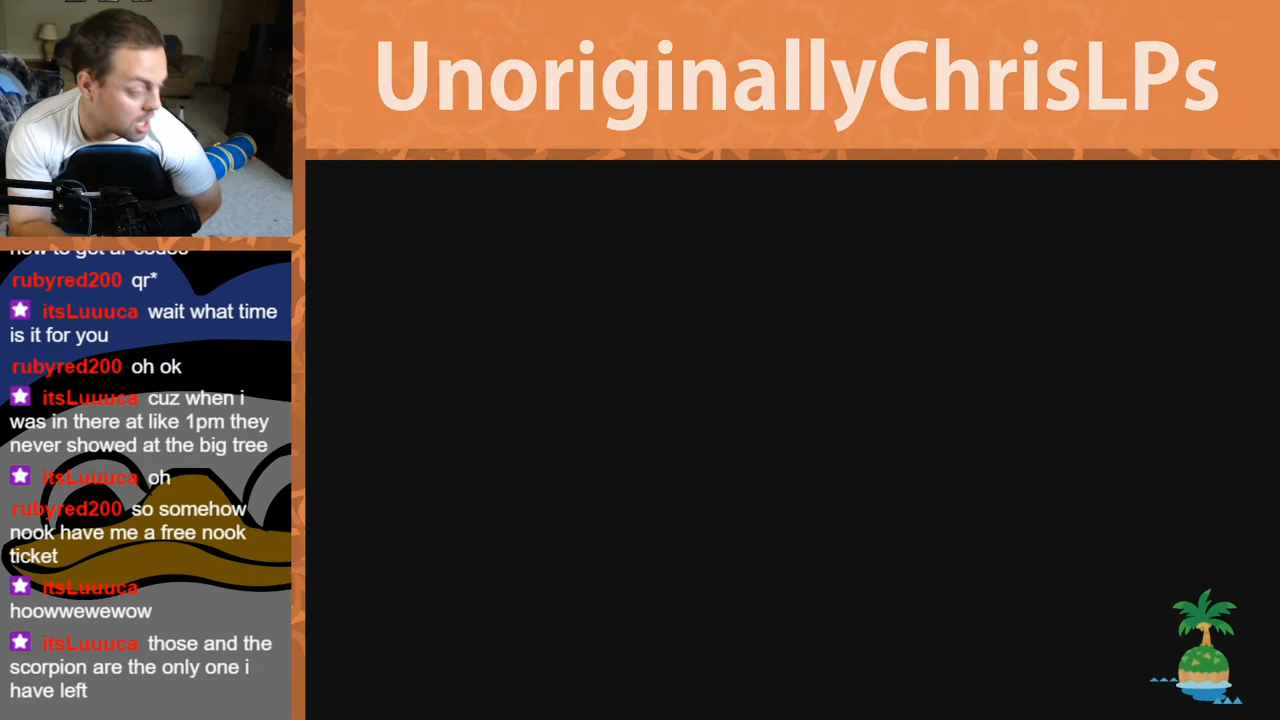 UnoriginallyChrisLPs
rubyred200 qr*
itsLuuuca wait what time
is it for you
rubyred200 oh ok
itsLuuuca cuz when i
was in there at like 1pm they
never showed at the big tree
itsLuuuca oh
rubyred200 so somehow
nook have me a free nook
ticket
itsLuuuca
hoowwewewow
itsLuuuca those and the
scorpion are the only one i
have left